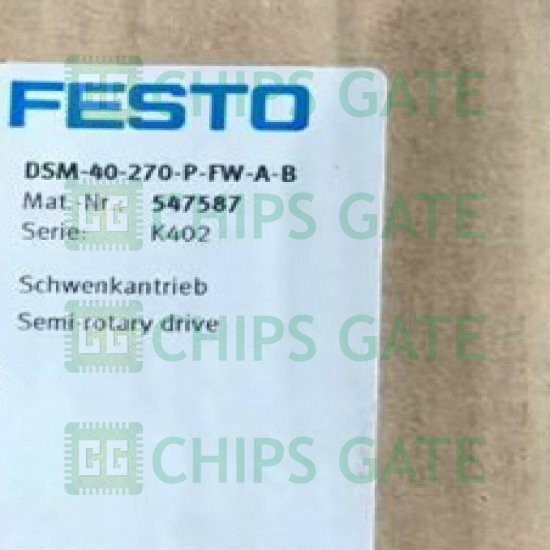 CHIPS GATE
FESTO
DSM-40-270-P-FW-A-B
Mat.-Nr. 547587
Serie: K402
CHIPS GATE
Schwenkantrieb
Semi-rotary drive
CHIPS GATE
CHIPS GATE